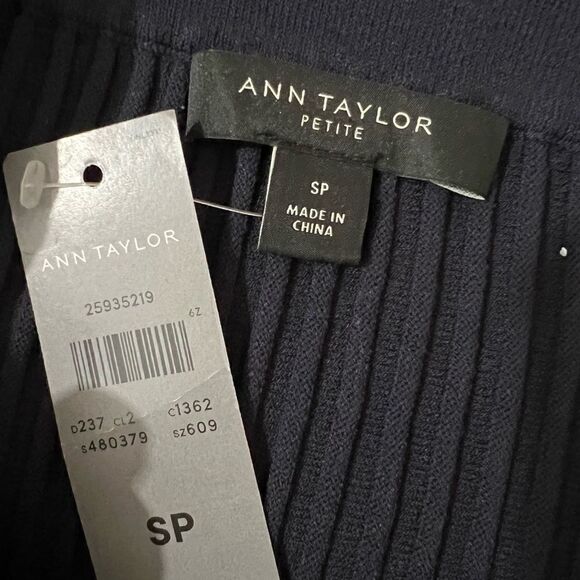 ANN TAYLOR
PETITE
SP
MADE IN
CHINA
ANN TAYLOR
25935219
6Z
D237 CL2 C1362
S480379 SZ609
SP